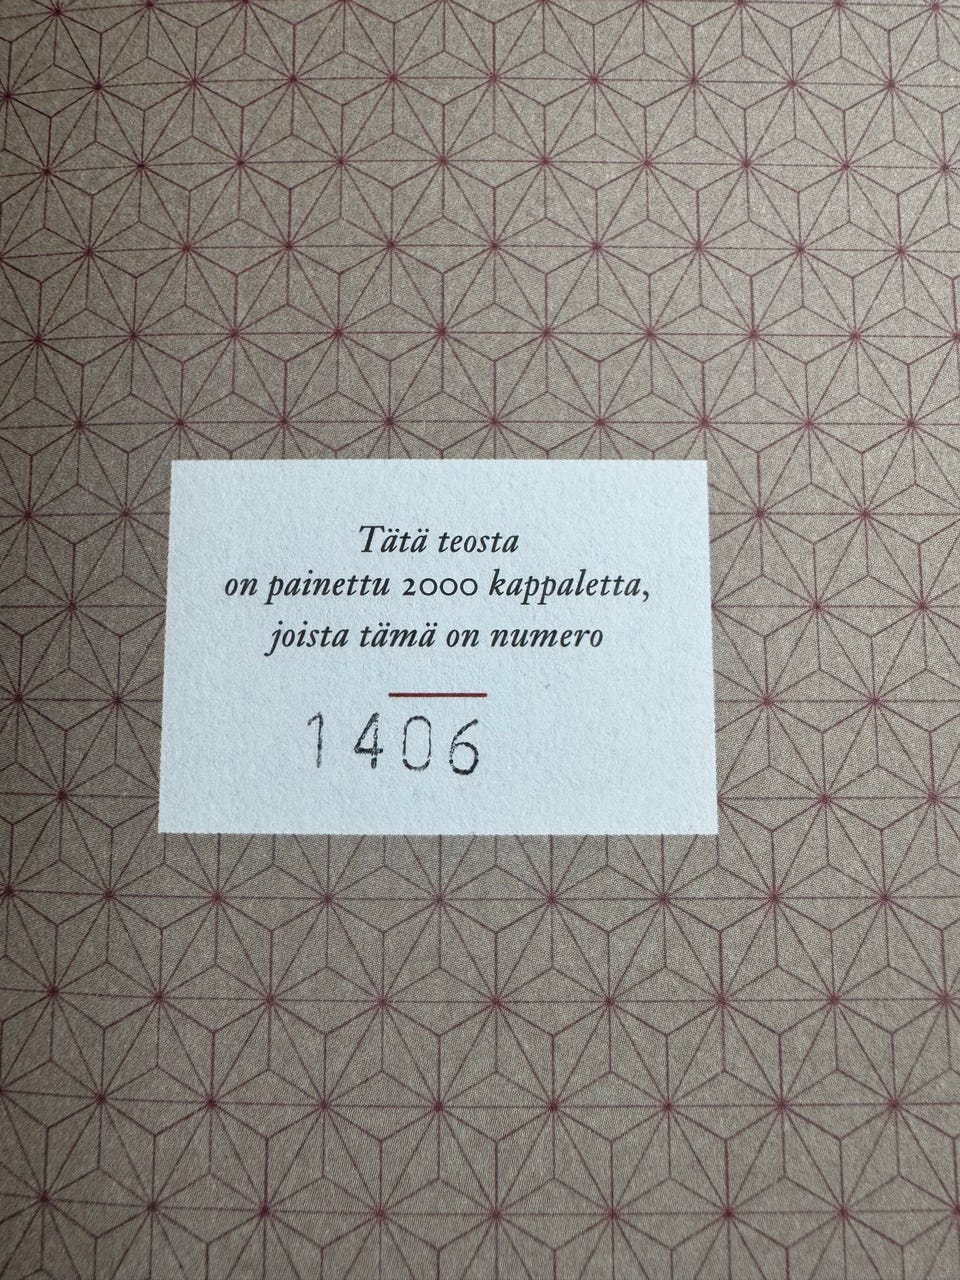 Tätä teosta
on painettu 2000 kappaletta,
joista tämä on numero
1406